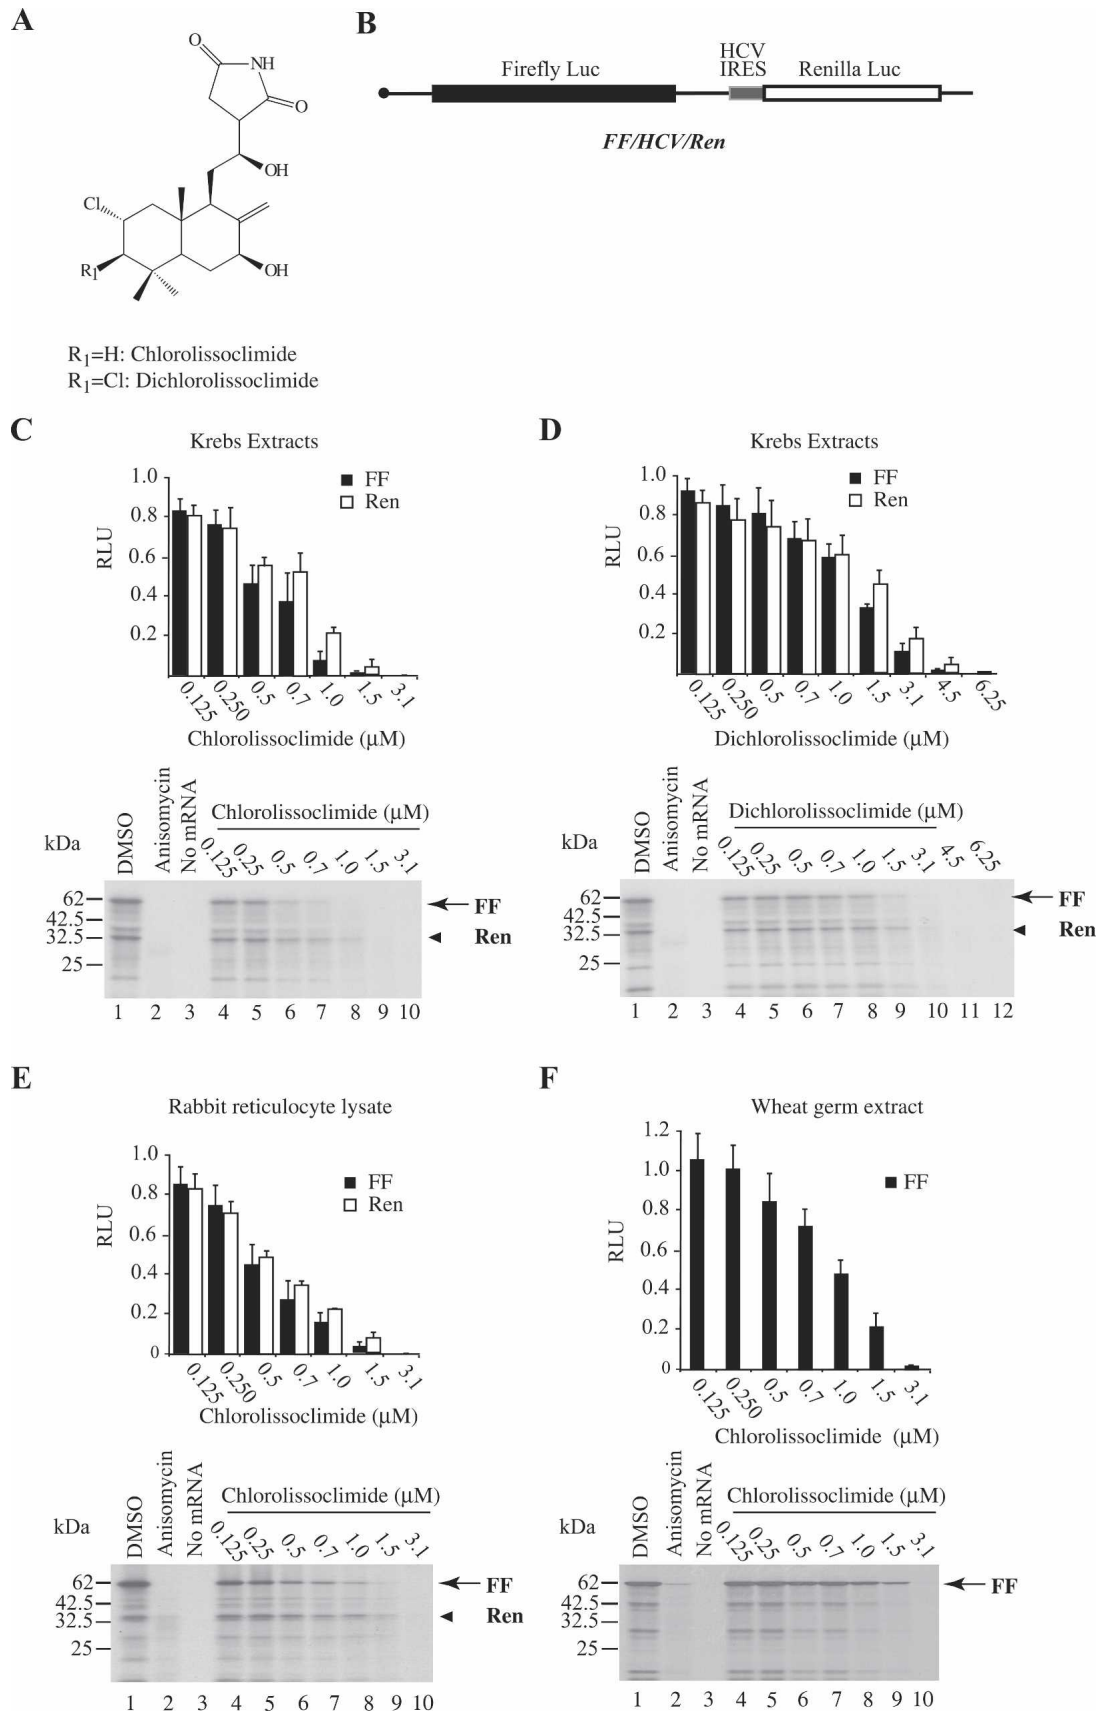 A
O
NH
O
OH
Cl
R1
OH
R1=H: Chlorolissoclimide
R1=Cl: Dichlorolissoclimide
B
Firefly Luc
HCV
IRES
Renilla Luc
FF/HCV/Ren
C
Krebs Extracts
FF
Ren
RLU
1.0
0.8
0.6
0.4
0.2
0.125 0.250 0.5 0.7 1.0 1.5 3.1
Chlorolissoclimide (µM)
kDa
DMSO
Anisomycin
No mRNA
Chlorolissoclimide (µM)
0.125 0.25 0.5 0.7 1.0 1.5 3.1
62
42.5
32.5
25
FF
Ren
1 2 3 4 5 6 7 8 9 10
D
Krebs Extracts
FF
Ren
RLU
1.0
0.8
0.6
0.4
0.2
0.125 0.250 0.5 0.7 1.0 1.5 3.1 4.5 6.25
Dichlorolissoclimide (µM)
kDa
DMSO
Anisomycin
No mRNA
Dichlorolissoclimide (µM)
0.125 0.25 0.5 0.7 1.0 1.5 3.1 4.5 6.25
62
42.5
32.5
25
FF
Ren
1 2 3 4 5 6 7 8 9 10 11 12
E
Rabbit reticulocyte lysate
FF
Ren
RLU
1.0
0.8
0.6
0.4
0.2
0
0.125 0.250 0.5 0.7 1.0 1.5 3.1
Chlorolissoclimide (µM)
kDa
DMSO
Anisomycin
No mRNA
Chlorolissoclimide (µM)
0.125 0.25 0.5 0.7 1.0 1.5 3.1
62
42.5
32.5
25
FF
Ren
1 2 3 4 5 6 7 8 9 10
F
Wheat germ extract
FF
RLU
1.2
1.0
0.8
0.6
0.4
0.2
0
0.125 0.250 0.5 0.7 1.0 1.5 3.1
Chlorolissoclimide (µM)
kDa
DMSO
Anisomycin
No mRNA
Chlorolissoclimide (µM)
0.125 0.25 0.5 0.7 1.0 1.5 3.1
62
42.5
32.5
25
FF
1 2 3 4 5 6 7 8 9 10